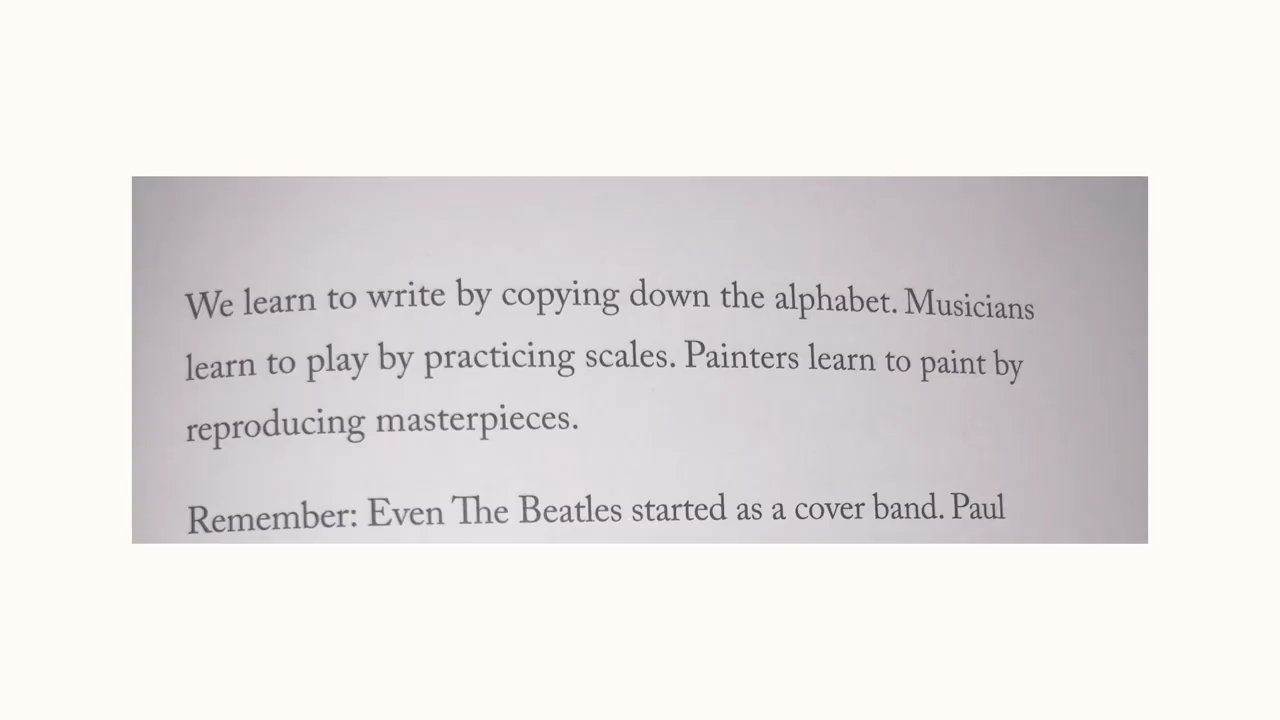 We learn to write by copying down the alphabet. Musicians
learn to play by practicing scales. Painters learn to paint by
reproducing masterpieces.
Remember: Even The Beatles started as a cover band. Paul